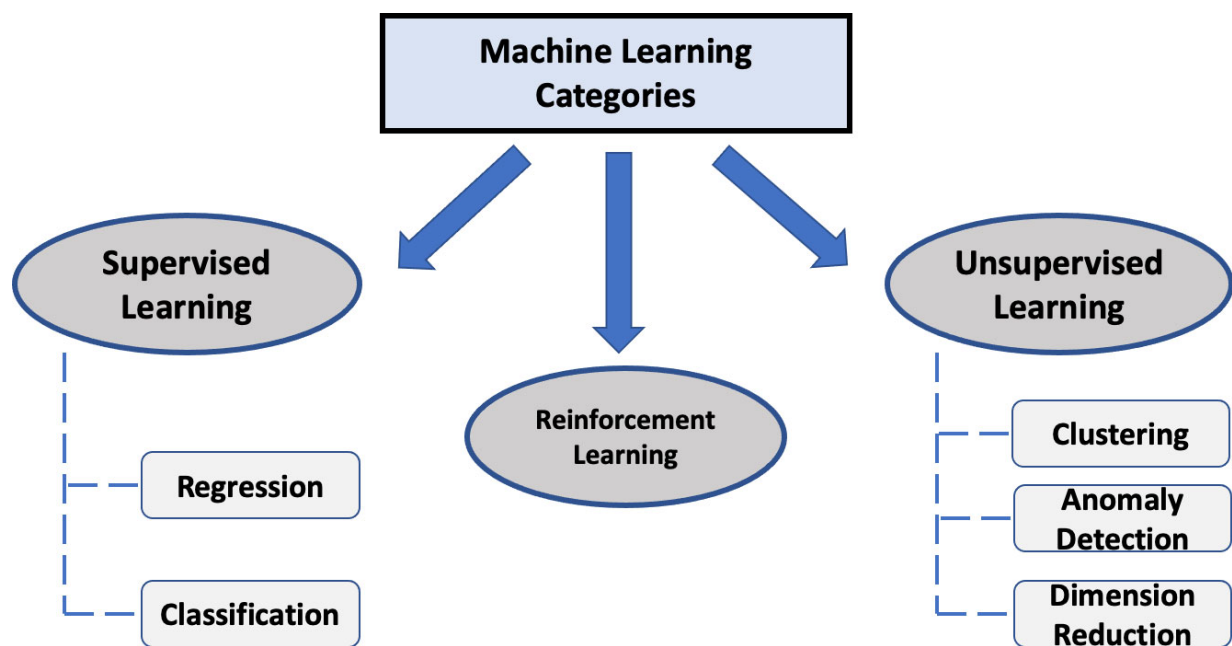 Machine Learning
Categories
Supervised
Learning
Regression
Classification
Reinforcement
Learning
Unsupervised
Learning
Clustering
Anomaly
Detection
Dimension
Reduction